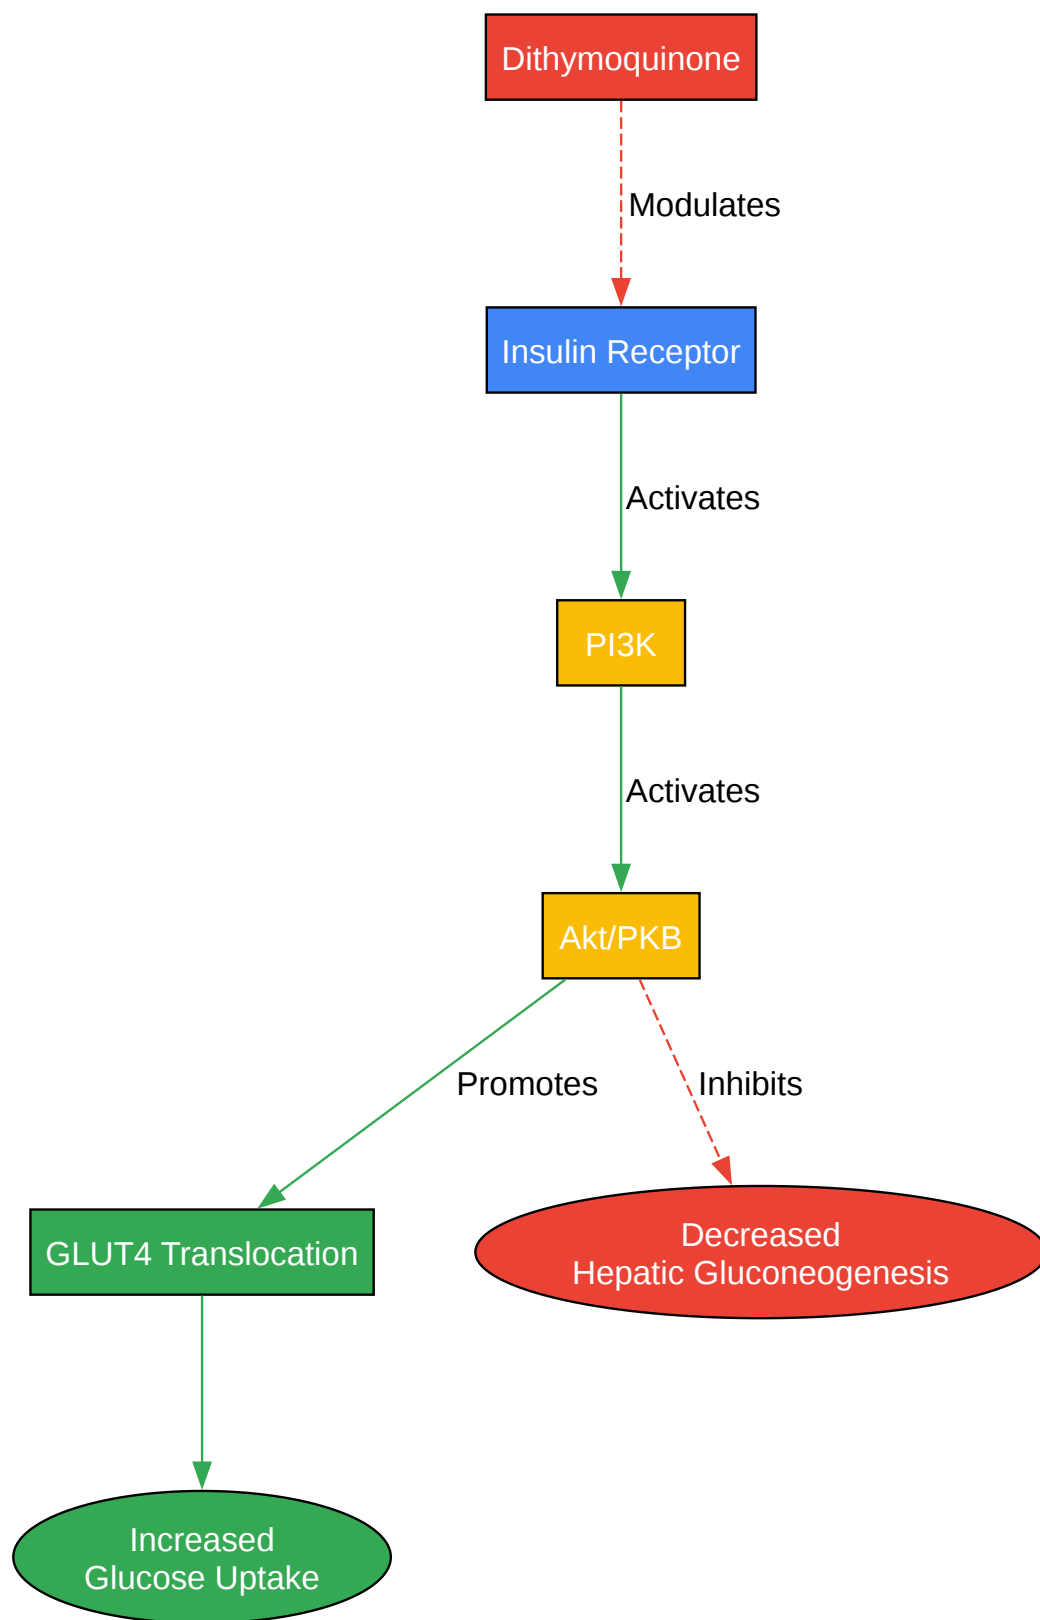 Dithymoquinone
Modulates
Insulin Receptor
Activates
PI3K
Activates
Akt/PKB
Promotes
Inhibits
GLUT4 Translocation
Decreased
Hepatic Gluconeogenesis
Increased
Glucose Uptake